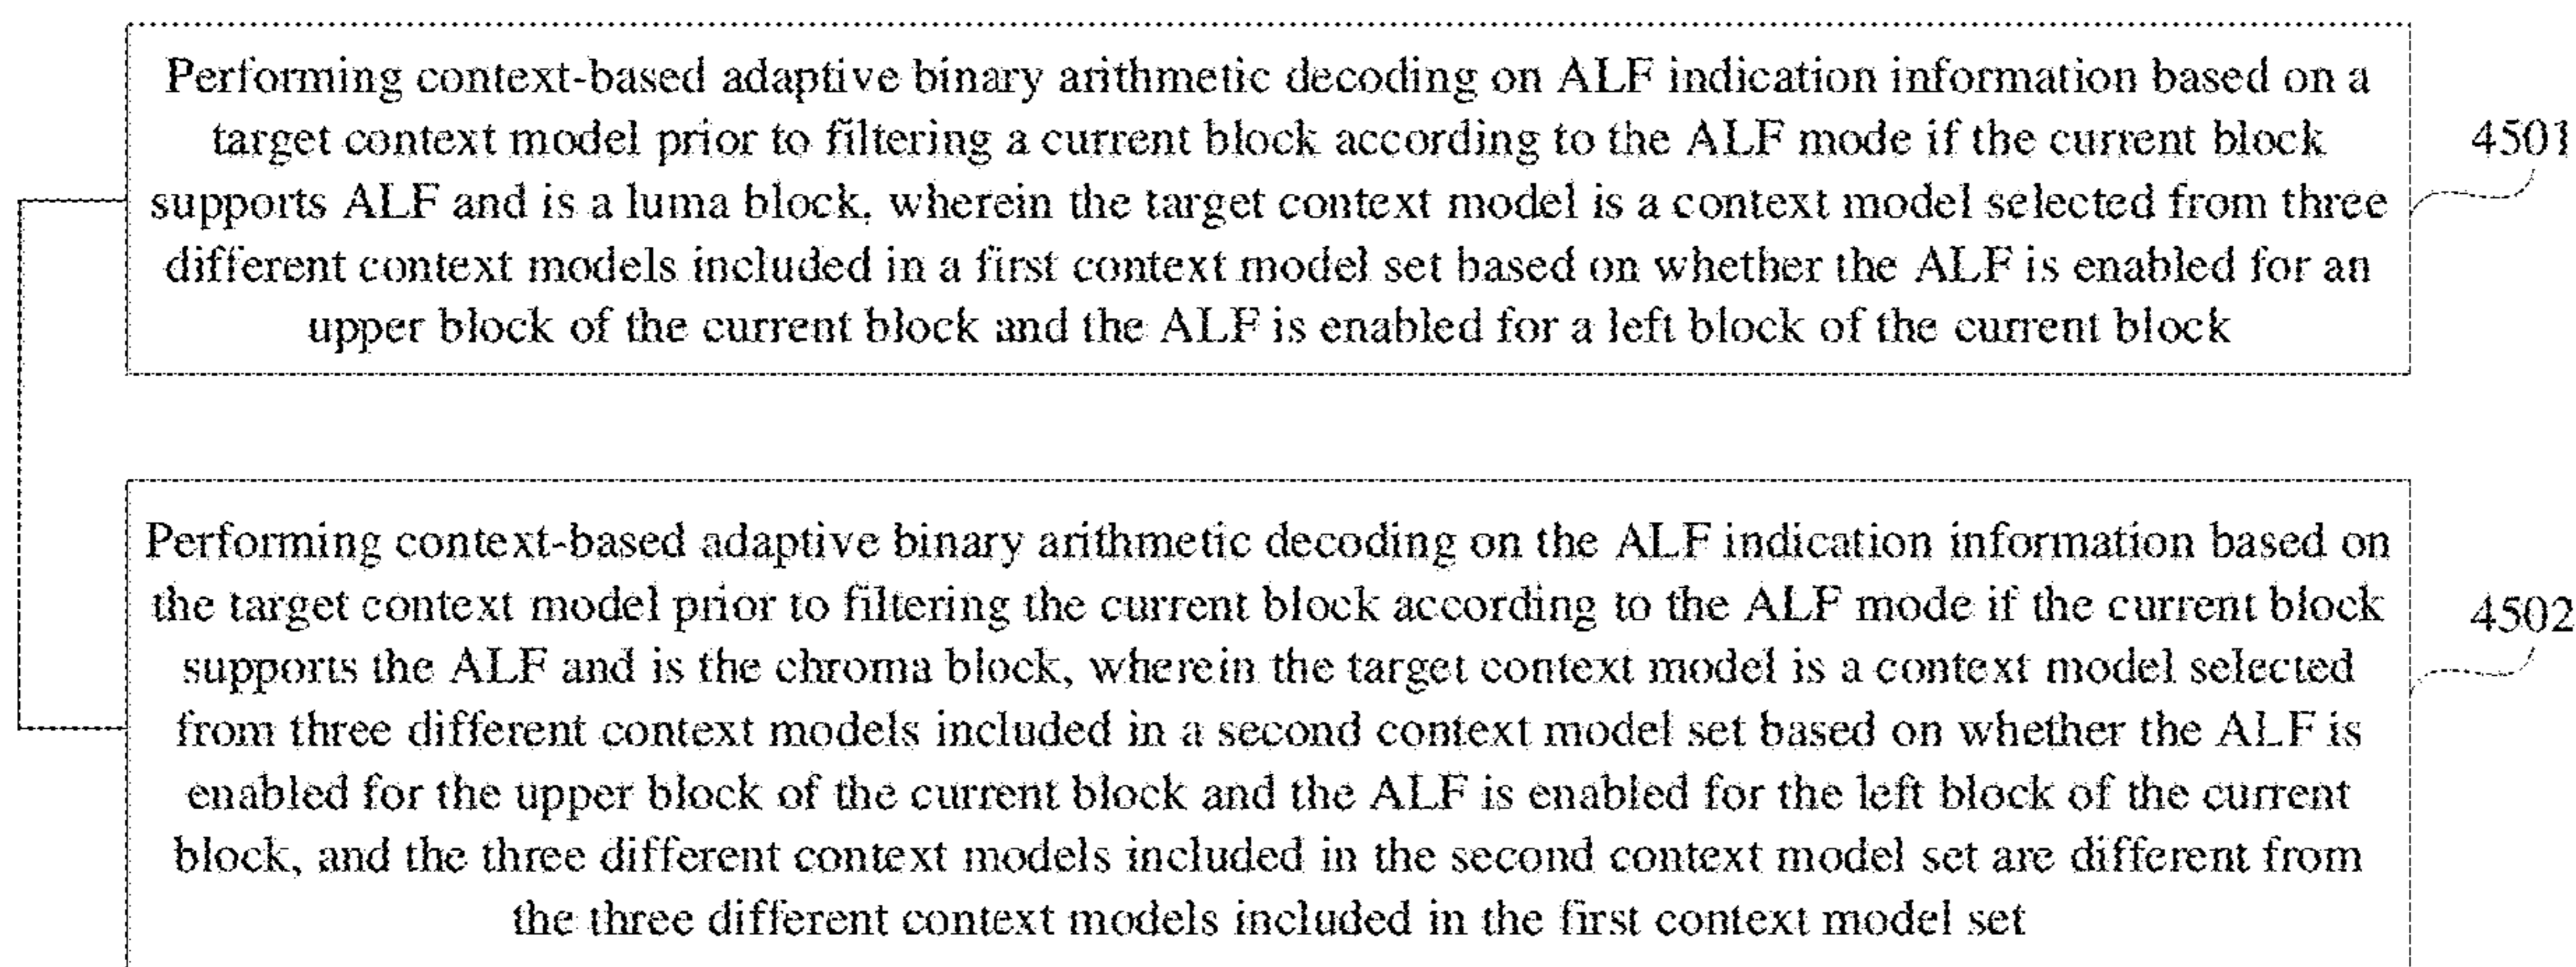 Performing context-based adaptive binary arithmetic decoding on ALF indication information based on a
target context model prior to filtering a current block according to the ALF mode if the current block
supports ALF and is a luma block, wherein the target context model is a context model selected from three
different context models included in a first context model set based on whether the ALF is enabled for an
upper block of the current block and the ALF is enabled for a left block of the current block
4501
Performing context-based adaptive binary arithmetic decoding on the ALF indication information based on
the target context model prior to filtering the current block according to the ALF mode if the current block
supports the ALF and is the chroma block, wherein the target context model is a context model selected
from three different context models included in a second context model set based on whether the ALF is
enabled for the upper block of the current block and the ALF is enabled for the left block of the current
block, and the three different context models included in the second context model set are different from
the three different context models included in the first context model set
4502